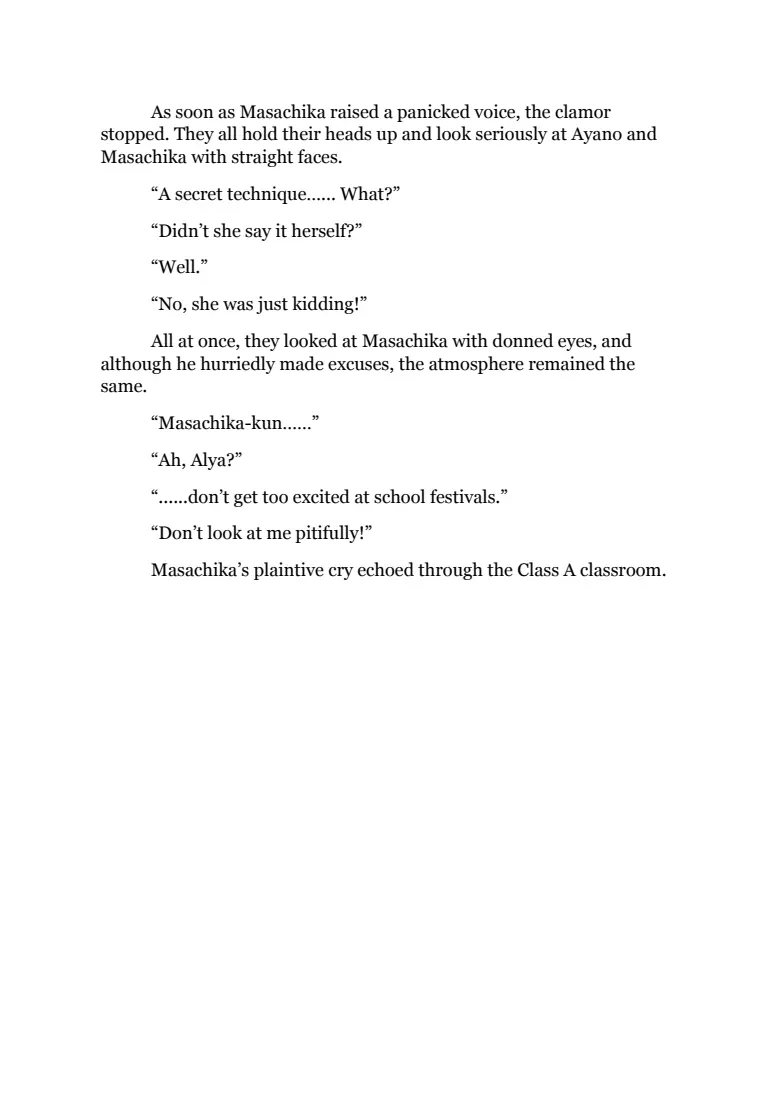 As soon as Masachika raised a panicked voice, the clamor
stopped. They all hold their heads up and look seriously at Ayano and
Masachika with straight faces.
“A secret technique…… What?”
“Didn’t she say it herself?”
“Well.”
“No, she was just kidding!”
All at once, they looked at Masachika with donned eyes, and
although he hurriedly made excuses, the atmosphere remained the
same.
“Masachika-kun……”
“Ah, Alya?”
“……don’t get too excited at school festivals.”
“Don’t look at me pitifully!”
Masachika’s plaintive cry echoed through the Class A classroom.